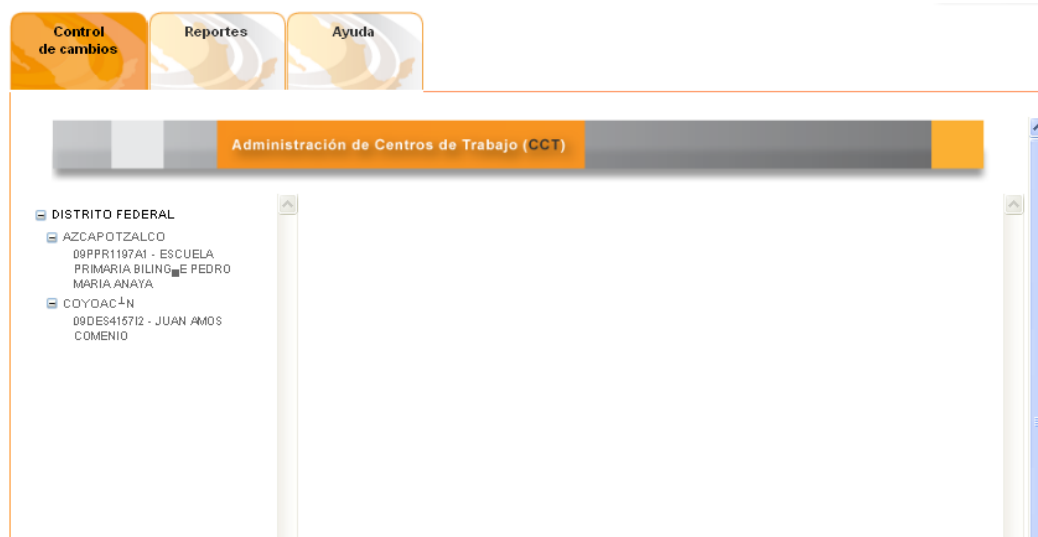 Control
de cambios
Reportes
Ayuda
Administración de Centros de Trabajo (CCT)
DISTRITO FEDERAL
AZCAPOTZALCO
09PPR1197A1 - ESCUELA
PRIMARIA BILING▄E PEDRO
MARIA ANAYA
COYOAC┴N
09DES4157I2 - JUAN AMOS
COMENIO